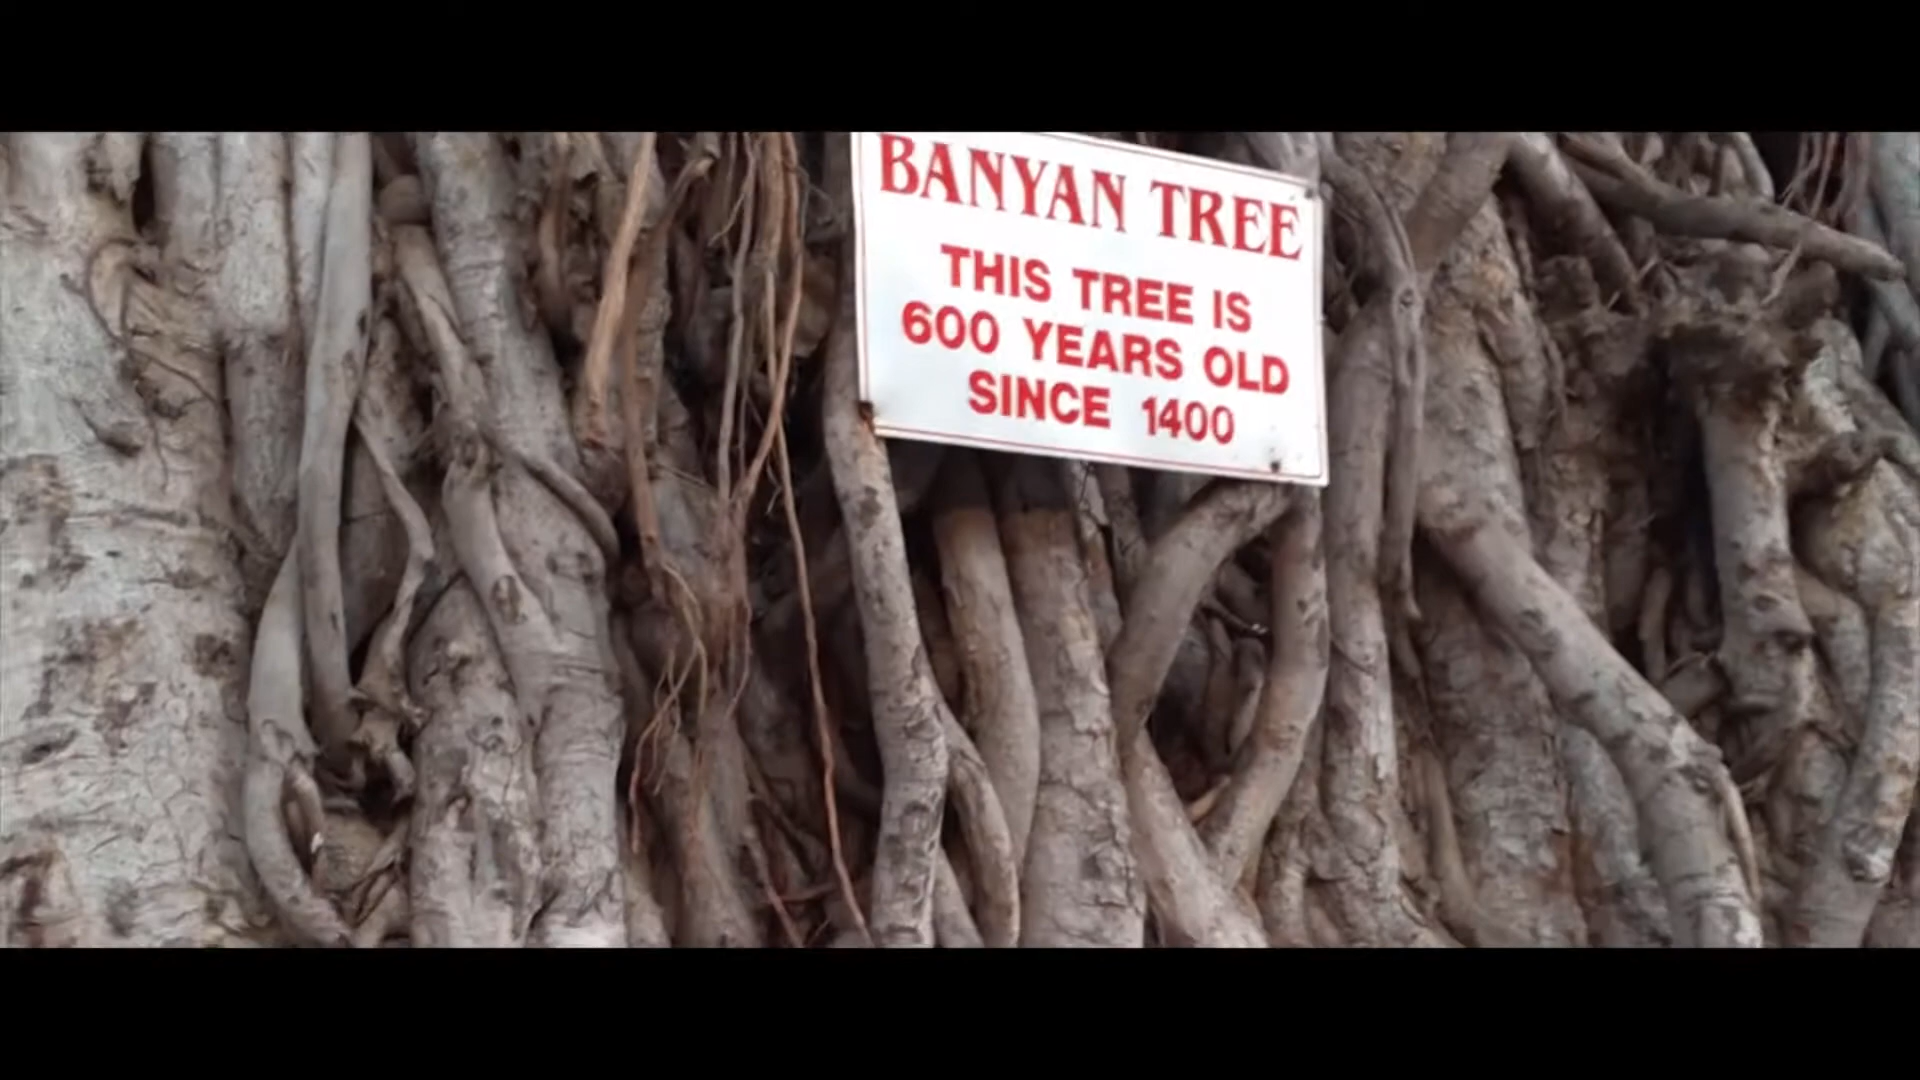 BANYAN TREE
THIS TREE IS
600 YEARS OLD
SINCE 1400